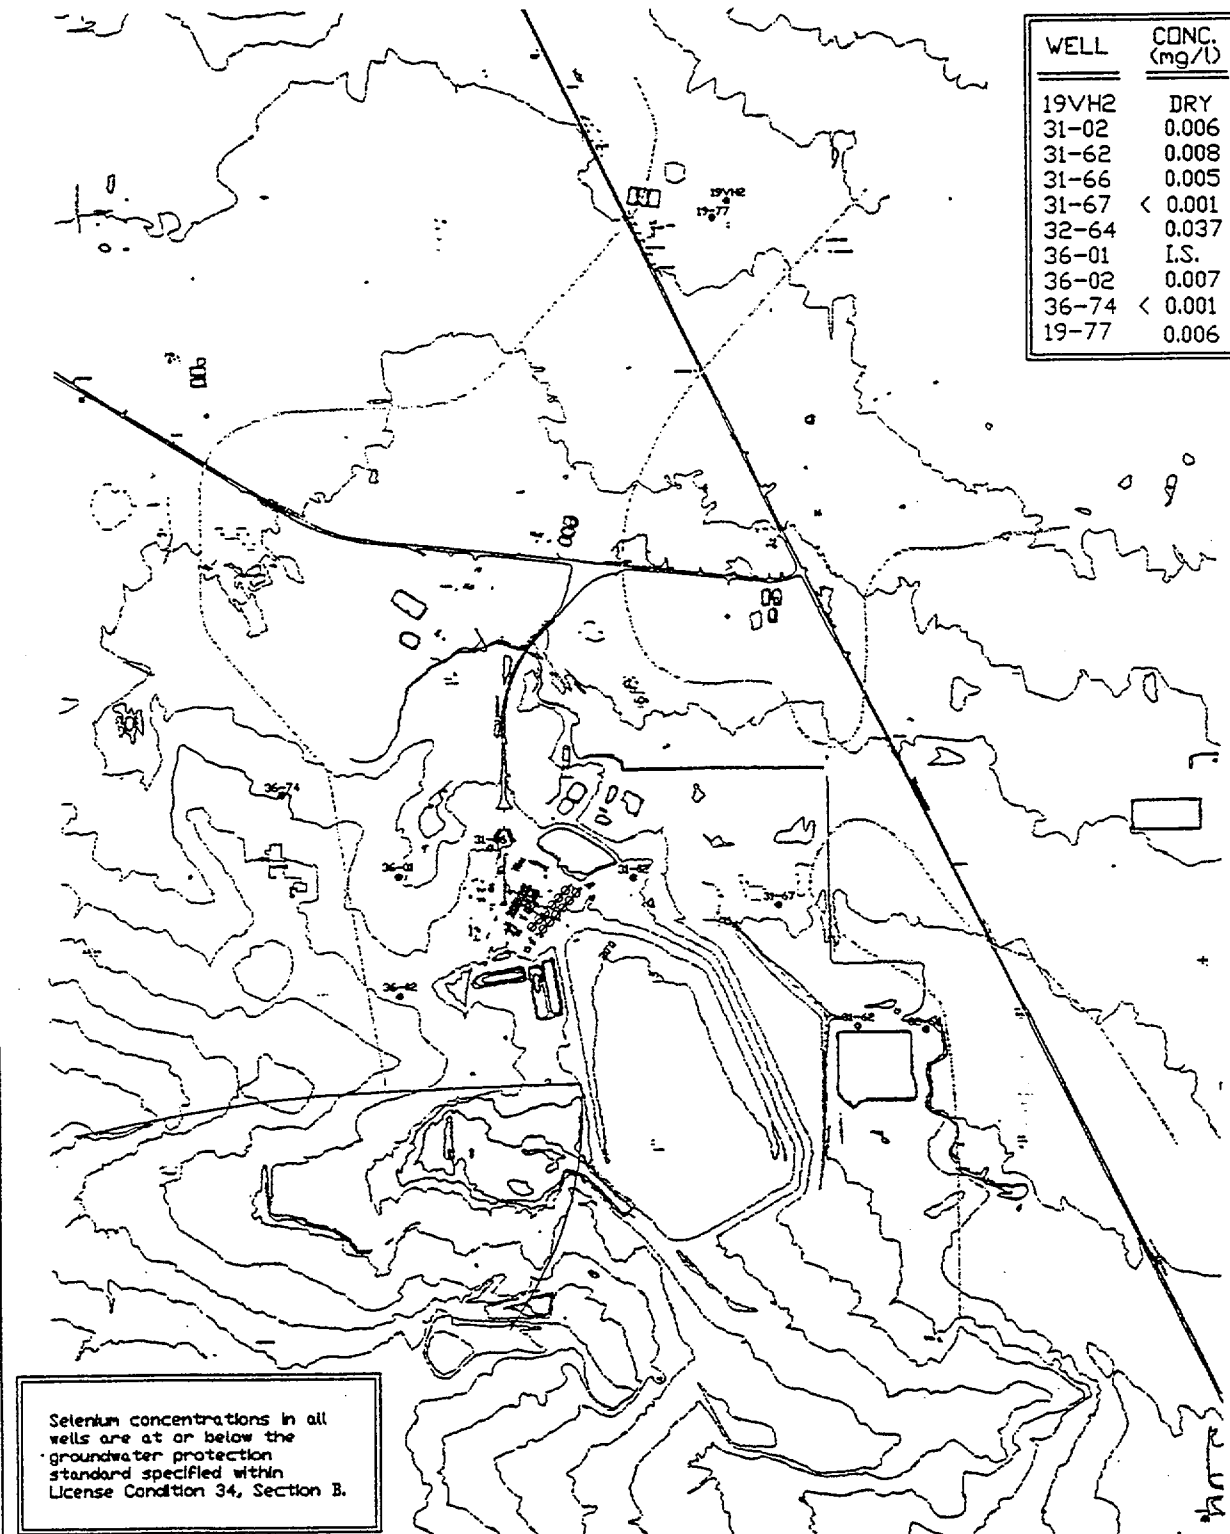 WELL CONC. (mg/l)
19VH2 DRY
31-02 0.006
31-62 0.008
31-66 0.005
31-67 < 0.001
32-64 0.037
36-01 I.S.
36-02 0.007
36-74 < 0.001
19-77 0.006
19VH2
19-77
36-74
36-01
31-67
36-02
31-62
Selenium concentrations in all
wells are at or below the
groundwater protection
standard specified within
License Condition 34, Section B.